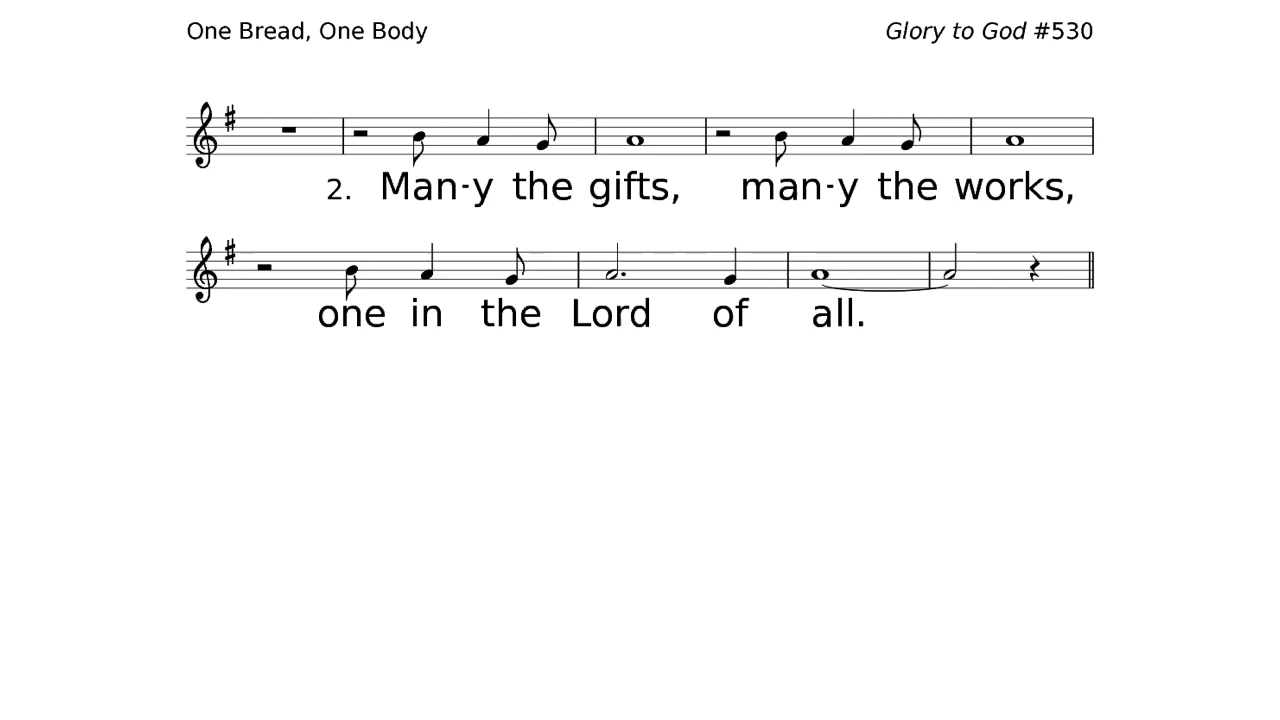 One Bread, One Body
Glory to God #530
2. Man-y the gifts, man-y the works,
one in the Lord of all.